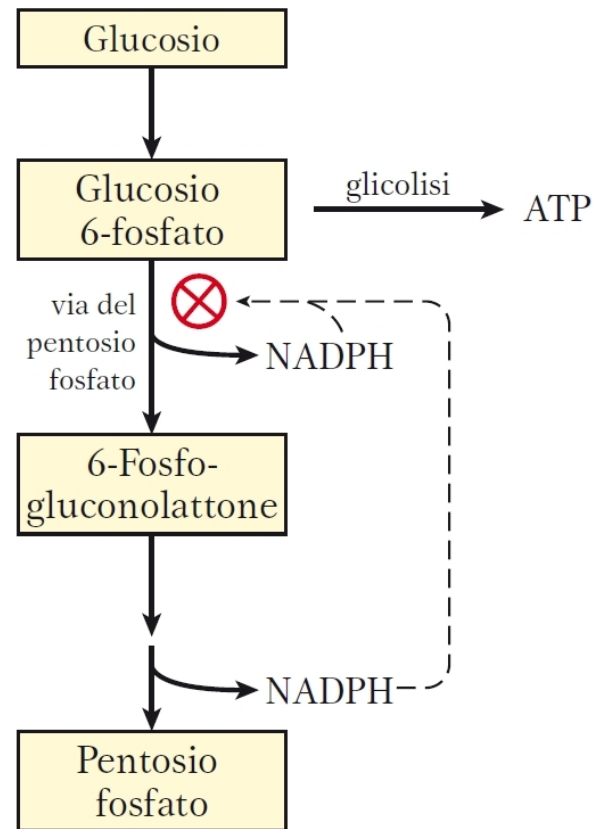 Glucosio
Glucosio
6-fosfato
glicolisi
ATP
via del
pentosio
fosfato
NADPH
6-Fosfo-
gluconolattone
NADPH
Pentosio
fosfato